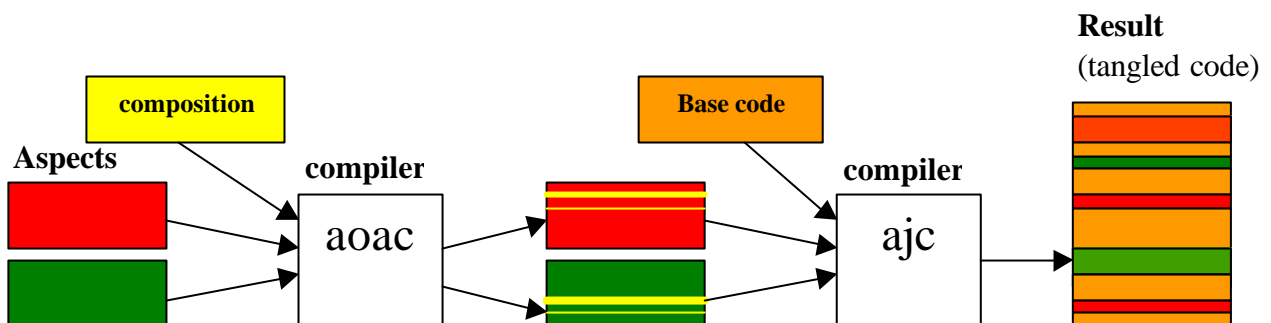 Result
(tangled code)
composition
Base code
Aspects
compiler
compiler
aoac
ajc